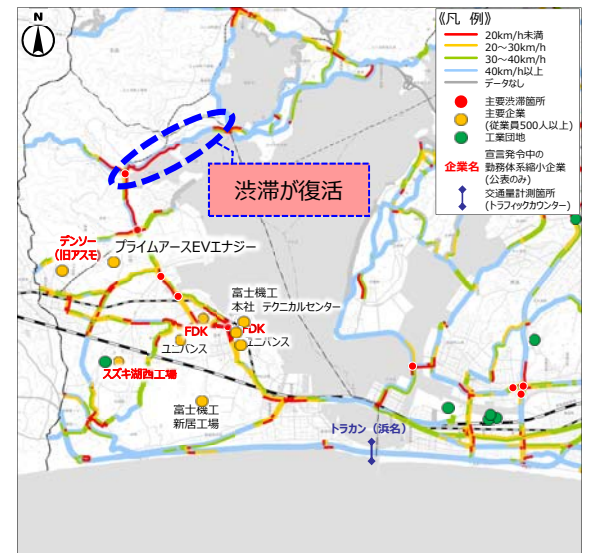 N
《凡 例》
20km/h未満
20～30km/h
30～40km/h
40km/h以上
データなし
主要渋滞箇所
主要企業
(従業員500人以上)
工業団地
企業名
宣言発令中の
勤務体系縮小企業
(公表のみ)
交通量計測箇所
(トラフィックカウンター)
渋滞が復活
デンソー
(旧アスモ)
プライムアースEVエナジー
富士機工
本社 テクニカルセンター
FDK
FDK
ユニバンス
ユニバンス
スズキ湖西工場
富士機工
新居工場
トラカン（浜名）